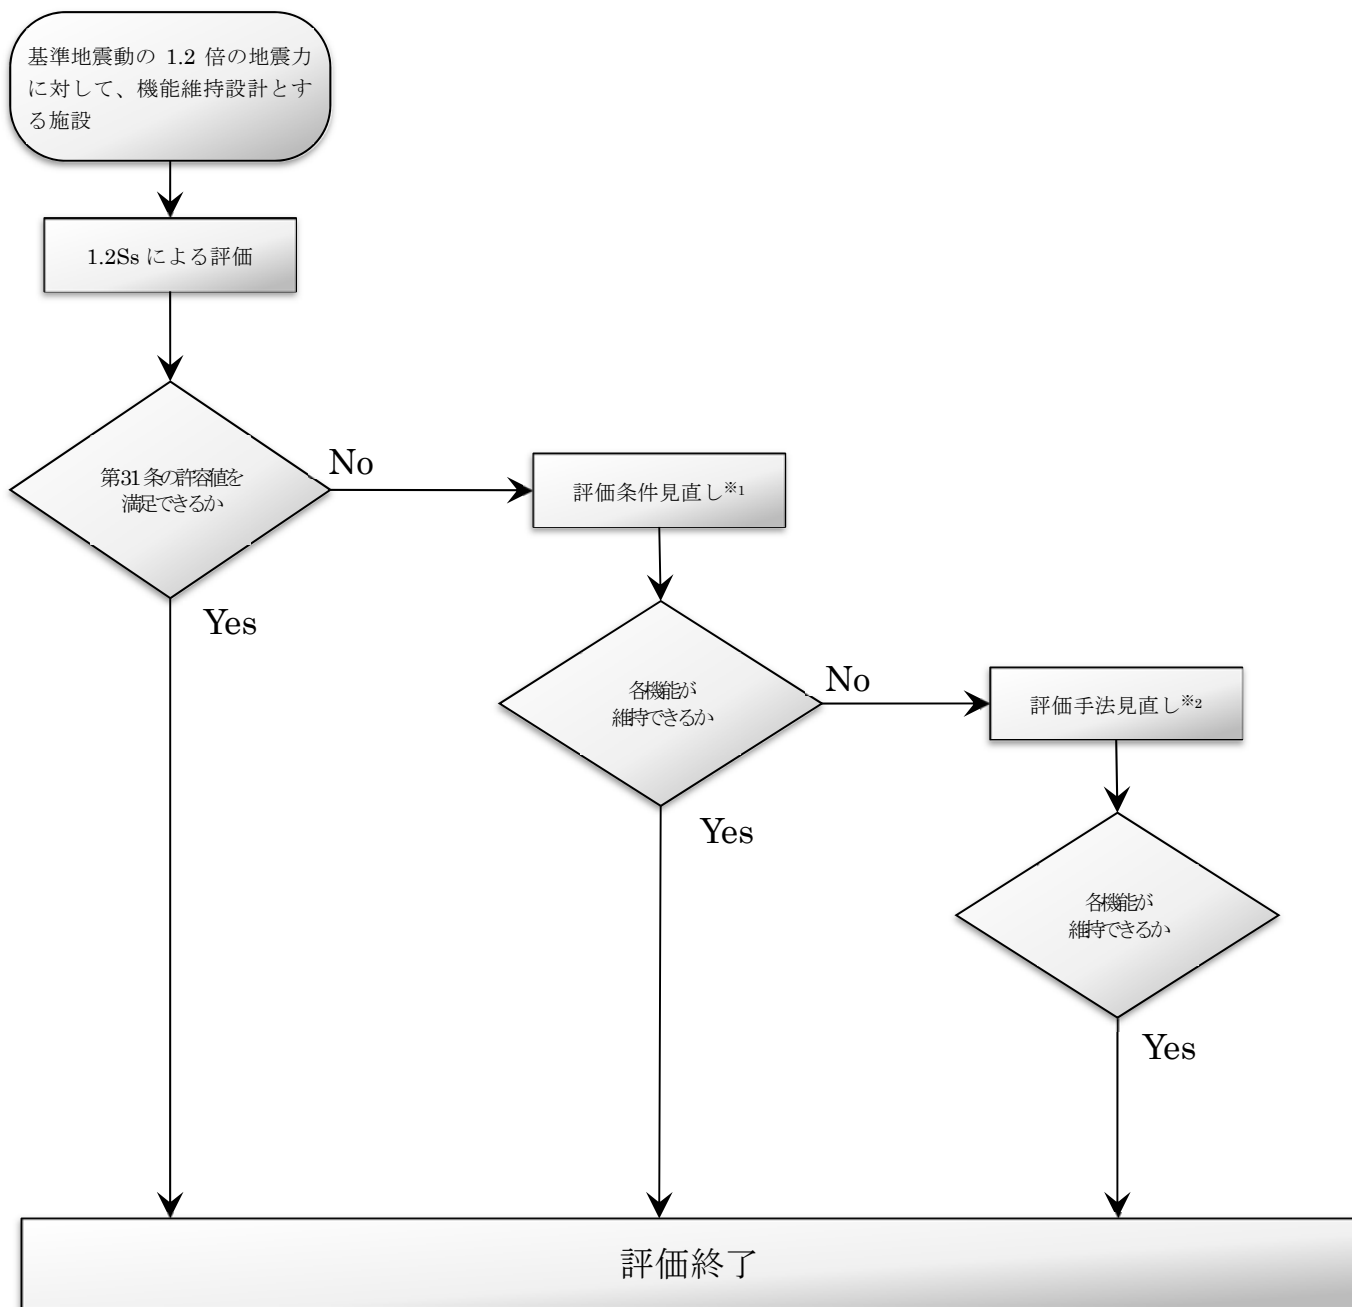 基準地震動の 1.2 倍の地震力
に対して、機能維持設計とす
る施設
1.2Ss による評価
第31条の許容値を
満足できるか
No
評価条件見直し※1
Yes
各機能が
維持できるか
No
評価手法見直し※2
Yes
各機能が
維持できるか
Yes
評価終了